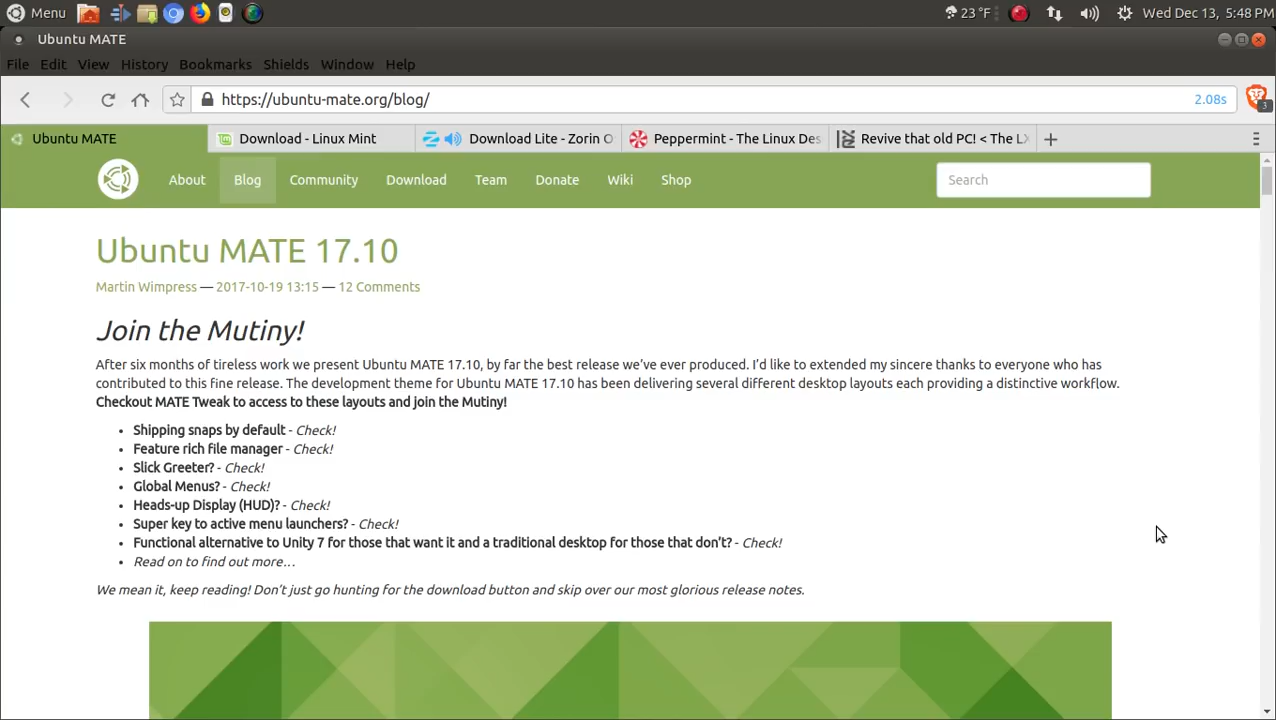 Menu
23 °F
Wed Dec 13, 5:48 PM
Ubuntu MATE
File Edit View History Bookmarks Shields Window Help
https://ubuntu-mate.org/blog/
2.08s
3
Ubuntu MATE
Download - Linux Mint
Download Lite - Zorin O
Peppermint - The Linux Des
Revive that old PC! < The LX
About Blog Community Download Team Donate Wiki Shop
Search
Ubuntu MATE 17.10
Martin Wimpress — 2017-10-19 13:15 — 12 Comments
Join the Mutiny!
After six months of tireless work we present Ubuntu MATE 17.10, by far the best release we’ve ever produced. I’d like to extended my sincere thanks to everyone who has
contributed to this fine release. The development theme for Ubuntu MATE 17.10 has been delivering several different desktop layouts each providing a distinctive workflow.
Checkout MATE Tweak to access to these layouts and join the Mutiny!
• Shipping snaps by default - Check!
• Feature rich file manager - Check!
• Slick Greeter? - Check!
• Global Menus? - Check!
• Heads-up Display (HUD)? - Check!
• Super key to active menu launchers? - Check!
• Functional alternative to Unity 7 for those that want it and a traditional desktop for those that don’t? - Check!
• Read on to find out more…
We mean it, keep reading! Don’t just go hunting for the download button and skip over our most glorious release notes.